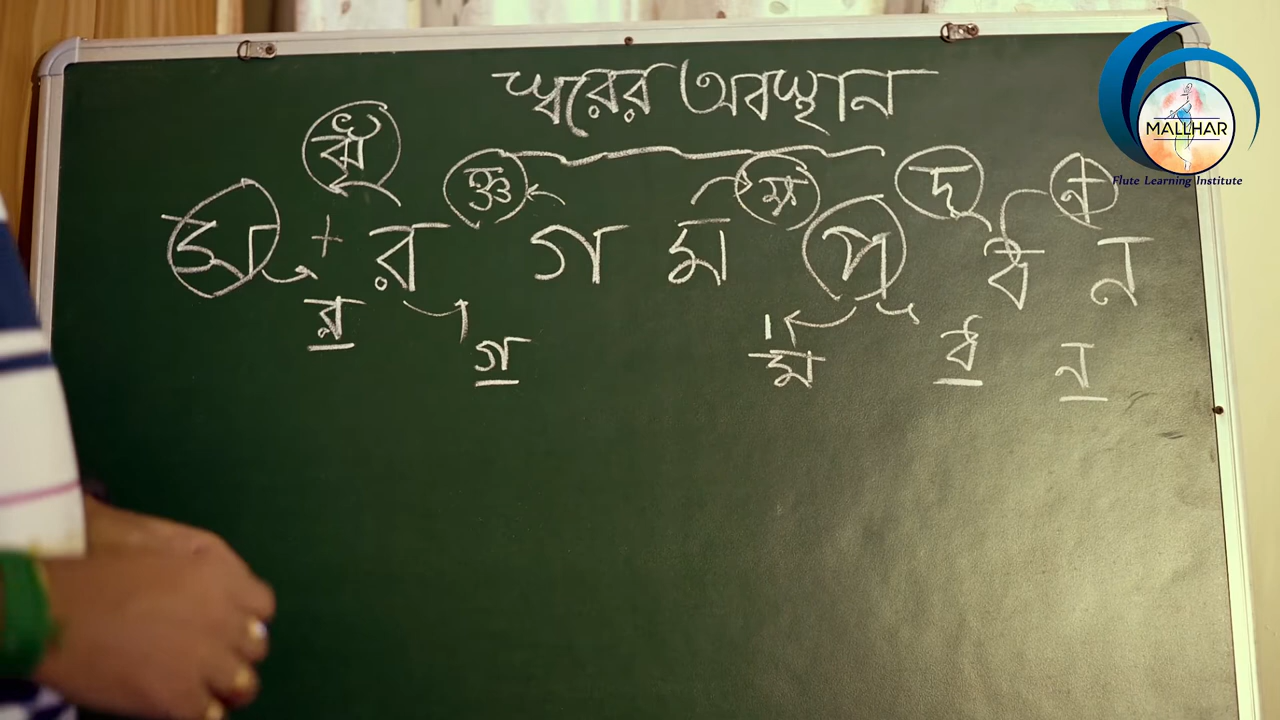 স্বরের অবস্থান
ঋ জ্ঞ হ্ম দ ণ
স + র গ ম প ধ ন
র গ ম ধ ন
MALLHAR
Flute Learning Institute